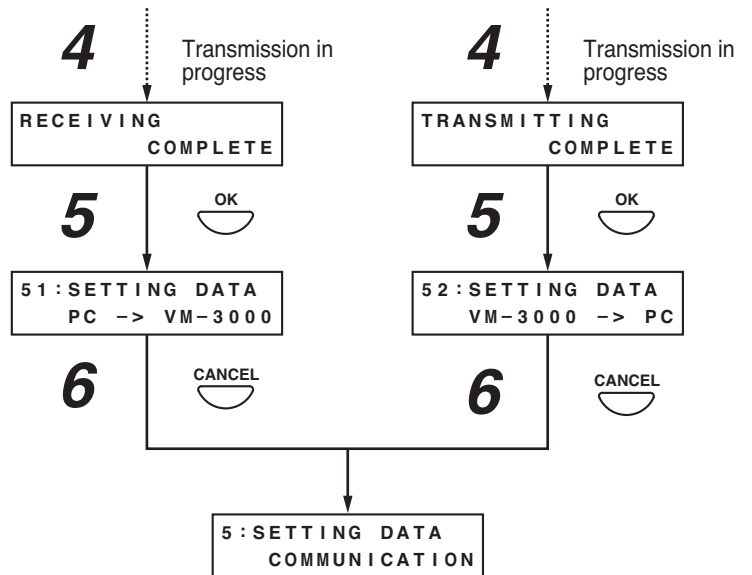 4
Transmission in
progress
RECEIVING
COMPLETE
5
OK
51:SETTING DATA
PC -> VM-3000
6
CANCEL
4
Transmission in
progress
TRANSMITTING
COMPLETE
5
OK
52:SETTING DATA
VM-3000 -> PC
6
CANCEL
5:SETTING DATA
COMMUNICATION